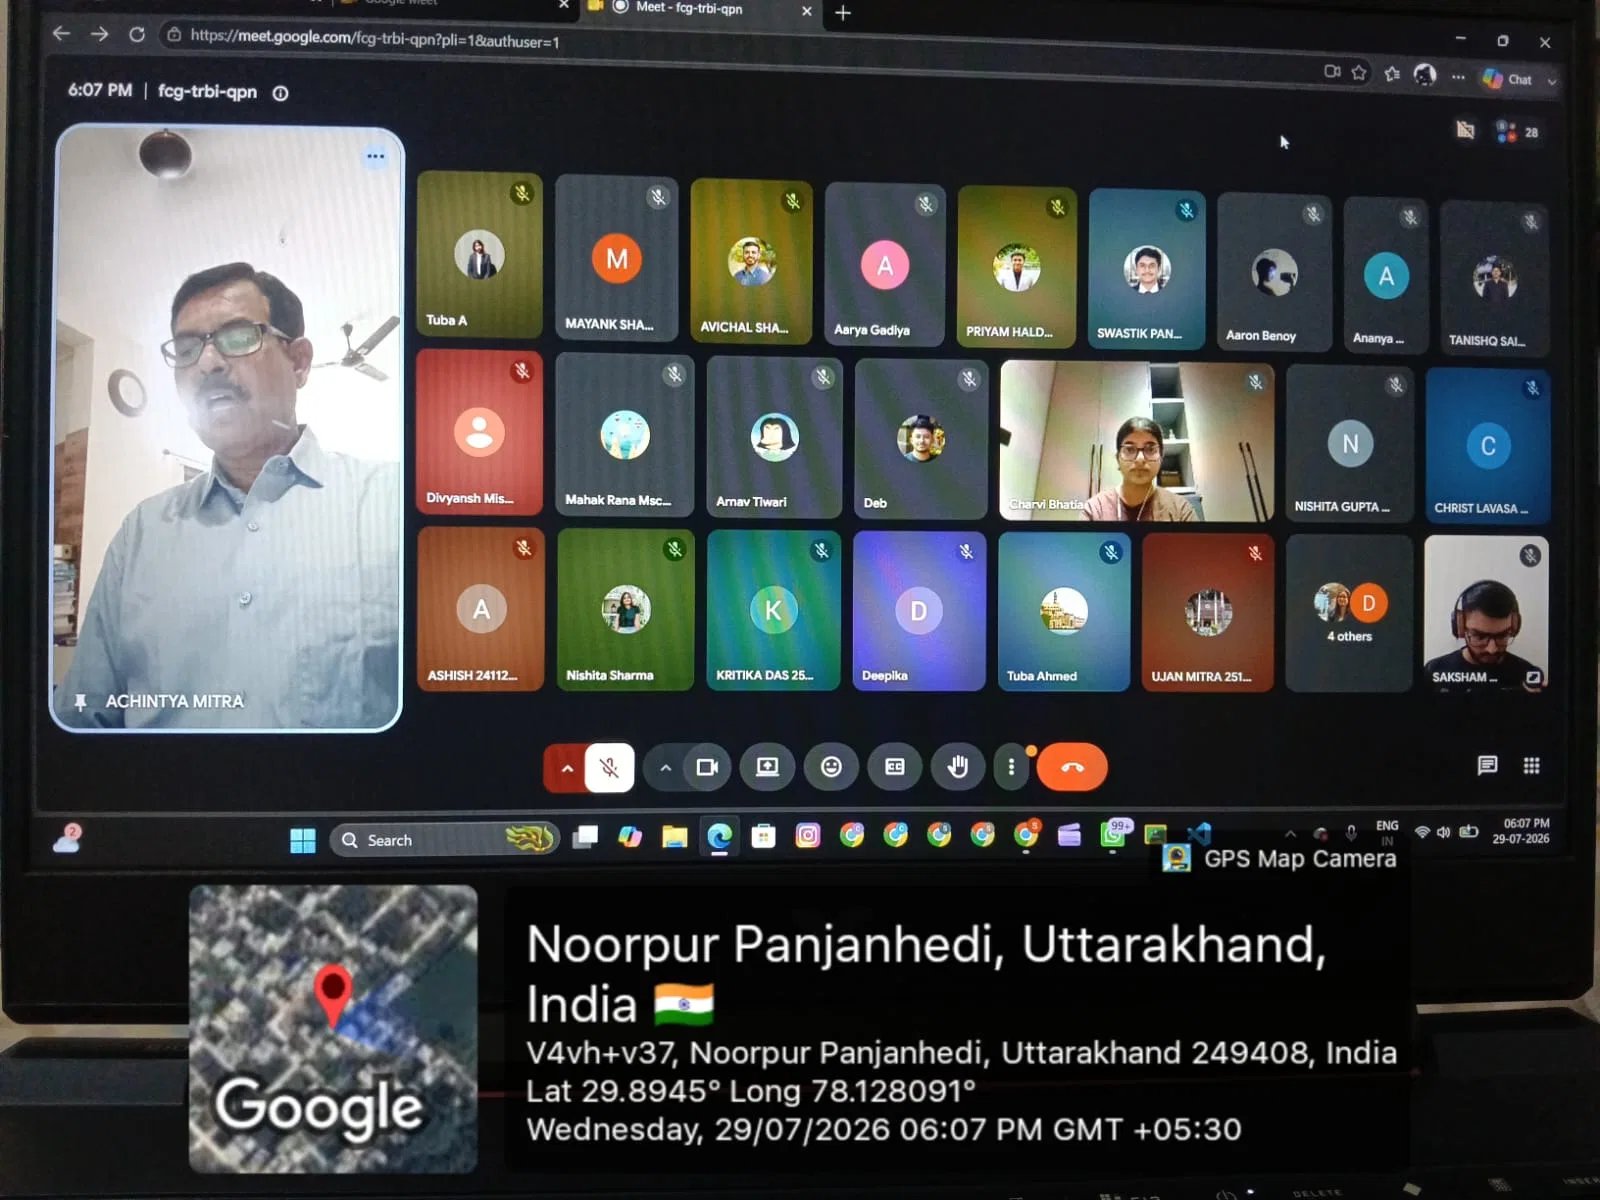 Google Meet
Meet - fcg-trbi-qpn
https://meet.google.com/fcg-trbi-qpn?pli=1&authuser=1
Chat
6:07 PM | fcg-trbi-qpn
28
ACHINTYA MITRA
Tuba A
M
MAYANK SHA...
AVICHAL SHA...
A
Aarya Gadiya
PRIYAM HALD...
SWASTIK PAN...
Aaron Benoy
A
Ananya ...
TANISHQ SAI...
Divyansh Mis...
Mahak Rana Msc...
Arnav Tiwari
Deb
Charvi Bhatia
N
NISHITA GUPTA ...
C
CHRIST LAVASA ...
A
ASHISH 24112...
Nishita Sharma
K
KRITIKA DAS 25...
D
Deepika
Tuba Ahmed
UJAN MITRA 251...
D
4 others
SAKSHAM ...
2
Search
99+
ENG
IN
06:07 PM
29-07-2026
GPS Map Camera
Google
Noorpur Panjanhedi, Uttarakhand,
India
V4vh+v37, Noorpur Panjanhedi, Uttarakhand 249408, India
Lat 29.8945° Long 78.128091°
Wednesday, 29/07/2026 06:07 PM GMT +05:30
DELETE